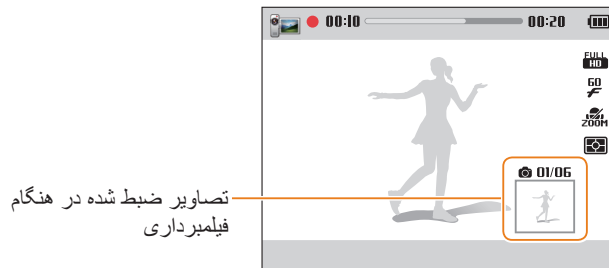 00:10 00:20
FULL
HD
60
F
ZOOM
01/06
تصاویر ضبط شده در هنگام
فیلمبرداری